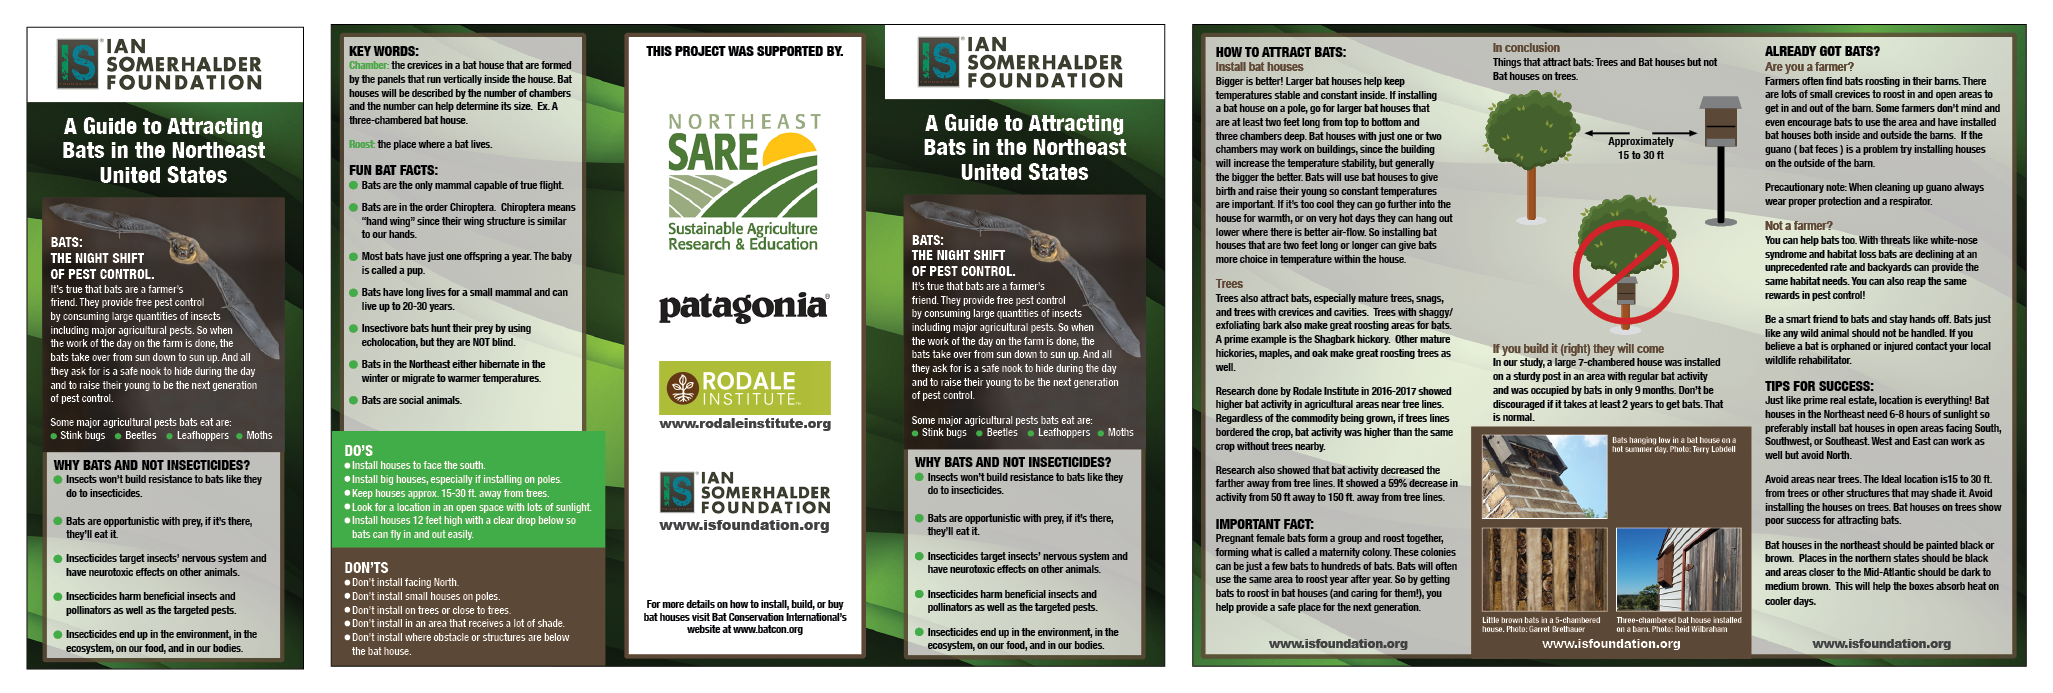 IS
IAN
SOMERHALDER
FOUNDATION
A Guide to Attracting
Bats in the Northeast
United States
BATS:
THE NIGHT SHIFT
OF PEST CONTROL.
It's true that bats are a farmer's
friend. They provide free pest control
by consuming large quantities of insects
including major agricultural pests. So when
the work of the day on the farm is done, the
bats take over from sun down to sun up. And all
they ask for is a safe nook to hide during the day
and to raise their young to be the next generation
of pest control.
Some major agricultural pests bats eat are:
● Stink bugs ● Beetles ● Leafhoppers ● Moths
WHY BATS AND NOT INSECTICIDES?
● Insects won't build resistance to bats like they
do to insecticides.
● Bats are opportunistic with prey, if it's there,
they'll eat it.
● Insecticides target insects' nervous system and
have neurotoxic effects on other animals.
● Insecticides harm beneficial insects and
pollinators as well as the targeted pests.
● Insecticides end up in the environment, in the
ecosystem, on our food, and in our bodies.
KEY WORDS:
Chamber: the crevices in a bat house that are formed
by the panels that run vertically inside the house. Bat
houses will be described by the number of chambers
and the number can help determine its size. Ex. A
three-chambered bat house.
Roost: the place where a bat lives.
FUN BAT FACTS:
● Bats are the only mammal capable of true flight.
● Bats are in the order Chiroptera. Chiroptera means
"hand wing" since their wing structure is similar
to our hands.
● Most bats have just one offspring a year. The baby
is called a pup.
● Bats have long lives for a small mammal and can
live up to 20-30 years.
● Insectivore bats hunt their prey by using
echolocation, but they are NOT blind.
● Bats in the Northeast either hibernate in the
winter or migrate to warmer temperatures.
● Bats are social animals.
DO'S
● Install houses to face the south.
● Install big houses, especially if installing on poles.
● Keep houses approx. 15-30 ft. away from trees.
● Look for a location in an open space with lots of sunlight.
● Install houses 12 feet high with a clear drop below so
bats can fly in and out easily.
DON'TS
● Don't install facing North.
● Don't install small houses on poles.
● Don't install on trees or close to trees.
● Don't install in an area that receives a lot of shade.
● Don't install where obstacle or structures are below
the bat house.
THIS PROJECT WAS SUPPORTED BY.
NORTHEAST
SARE
Sustainable Agriculture
Research & Education
patagonia®
RODALE
INSTITUTE™
www.rodaleinstitute.org
IS
IAN
SOMERHALDER
FOUNDATION
www.isfoundation.org
For more details on how to install, build, or buy
bat houses visit Bat Conservation International's
website at www.batcon.org
IS
IAN
SOMERHALDER
FOUNDATION
A Guide to Attracting
Bats in the Northeast
United States
BATS:
THE NIGHT SHIFT
OF PEST CONTROL.
It's true that bats are a farmer's
friend. They provide free pest control
by consuming large quantities of insects
including major agricultural pests. So when
the work of the day on the farm is done, the
bats take over from sun down to sun up. And all
they ask for is a safe nook to hide during the day
and to raise their young to be the next generation
of pest control.
Some major agricultural pests bats eat are:
● Stink bugs ● Beetles ● Leafhoppers ● Moths
WHY BATS AND NOT INSECTICIDES?
● Insects won't build resistance to bats like they
do to insecticides.
● Bats are opportunistic with prey, if it's there,
they'll eat it.
● Insecticides target insects' nervous system and
have neurotoxic effects on other animals.
● Insecticides harm beneficial insects and
pollinators as well as the targeted pests.
● Insecticides end up in the environment, in the
ecosystem, on our food, and in our bodies.
HOW TO ATTRACT BATS:
Install bat houses
Bigger is better! Larger bat houses help keep
temperatures stable and constant inside. If installing
a bat house on a pole, go for larger bat houses that
are at least two feet long from top to bottom and
three chambers deep. Bat houses with just one or two
chambers may work on buildings, since the building
will increase the temperature stability, but generally
the bigger the better. Bats will use bat houses to give
birth and raise their young so constant temperatures
are important. If it's too cool they can go further into the
house for warmth, or on very hot days they can hang out
lower where there is better air-flow. So installing bat
houses that are two feet long or longer can give bats
more choice in temperature within the house.
Trees
Trees also attract bats, especially mature trees, snags,
and trees with crevices and cavities. Trees with shaggy/
exfoliating bark also make great roosting areas for bats.
A prime example is the Shagbark hickory. Other mature
hickories, maples, and oak make great roosting trees as
well.
Research done by Rodale Institute in 2016-2017 showed
higher bat activity in agricultural areas near tree lines.
Regardless of the commodity being grown, if trees lines
bordered the crop, bat activity was higher than the same
crop without trees nearby.
Research also showed that bat activity decreased the
farther away from tree lines. It showed a 59% decrease in
activity from 50 ft away to 150 ft. away from tree lines.
IMPORTANT FACT:
Pregnant female bats form a group and roost together,
forming what is called a maternity colony. These colonies
can be just a few bats to hundreds of bats. Bats will often
use the same area to roost year after year. So by getting
bats to roost in bat houses (and caring for them!), you
help provide a safe place for the next generation.
www.isfoundation.org
In conclusion
Things that attract bats: Trees and Bat houses but not
Bat houses on trees.
Approximately
15 to 30 ft
If you build it (right) they will come
In our study, a large 7-chambered house was installed
on a sturdy post in an area with regular bat activity
and was occupied by bats in only 9 months. Don't be
discouraged if it takes at least 2 years to get bats. That
is normal.
Bats hanging low in a bat house on a
hot summer day. Photo: Terry Lobdell
Little brown bats in a 5-chambered
house. Photo: Garret Brethauer
Three-chambered bat house installed
on a barn. Photo: Reid Wilbraham
www.isfoundation.org
ALREADY GOT BATS?
Are you a farmer?
Farmers often find bats roosting in their barns. There
are lots of small crevices to roost in and open areas to
get in and out of the barn. Some farmers don't mind and
even encourage bats to use the area and have installed
bat houses both inside and outside the barns. If the
guano ( bat feces ) is a problem try installing houses
on the outside of the barn.
Precautionary note: When cleaning up guano always
wear proper protection and a respirator.
Not a farmer?
You can help bats too. With threats like white-nose
syndrome and habitat loss bats are declining at an
unprecedented rate and backyards can provide the
same habitat needs. You can also reap the same
rewards in pest control!
Be a smart friend to bats and stay hands off. Bats just
like any wild animal should not be handled. If you
believe a bat is orphaned or injured contact your local
wildlife rehabilitator.
TIPS FOR SUCCESS:
Just like prime real estate, location is everything! Bat
houses in the Northeast need 6-8 hours of sunlight so
preferably install bat houses in open areas facing South,
Southwest, or Southeast. West and East can work as
well but avoid North.
Avoid areas near trees. The Ideal location is15 to 30 ft.
from trees or other structures that may shade it. Avoid
installing the houses on trees. Bat houses on trees show
poor success for attracting bats.
Bat houses in the northeast should be painted black or
brown. Places in the northern states should be black
and areas closer to the Mid-Atlantic should be dark to
medium brown. This will help the boxes absorb heat on
cooler days.
www.isfoundation.org